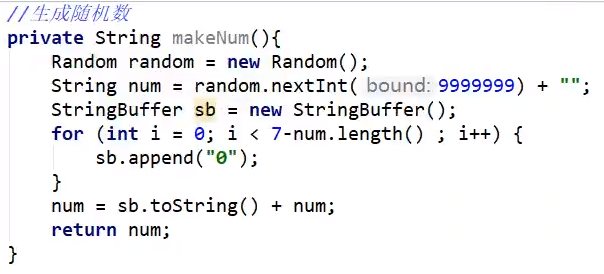 //生成随机数
private String makeNum(){
    Random random = new Random();
    String num = random.nextInt( bound: 9999999) + "";
    StringBuffer sb = new StringBuffer();
    for (int i = 0; i < 7-num.length() ; i++) {
        sb.append("0");
    }
    num = sb.toString() + num;
    return num;
}